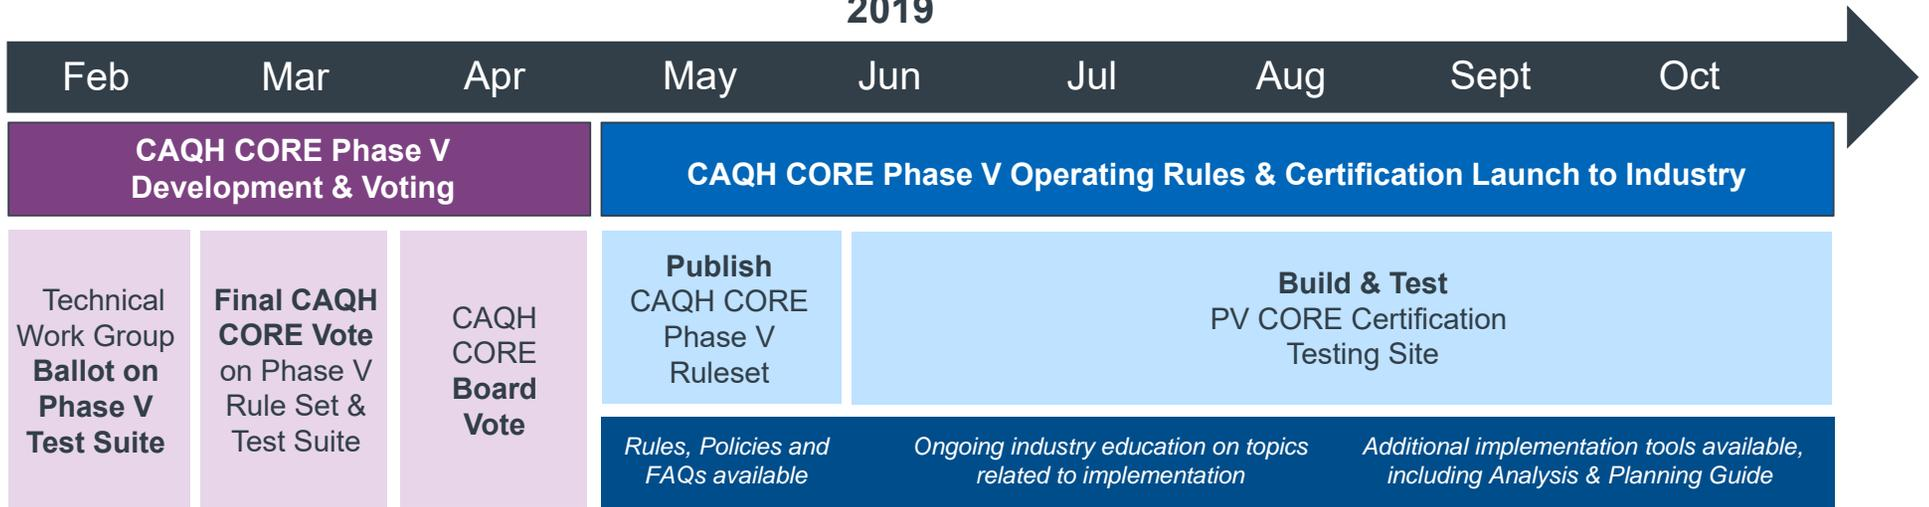 2019
Feb Mar Apr May Jun Jul Aug Sept Oct
CAQH CORE Phase V
Development & Voting
CAQH CORE Phase V Operating Rules & Certification Launch to Industry
Technical
Work Group
Ballot on
Phase V
Test Suite
Final CAQH
CORE Vote
on Phase V
Rule Set &
Test Suite
CAQH
CORE
Board
Vote
Publish
CAQH CORE
Phase V
Ruleset
Build & Test
PV CORE Certification
Testing Site
Rules, Policies and
FAQs available
Ongoing industry education on topics
related to implementation
Additional implementation tools available,
including Analysis & Planning Guide